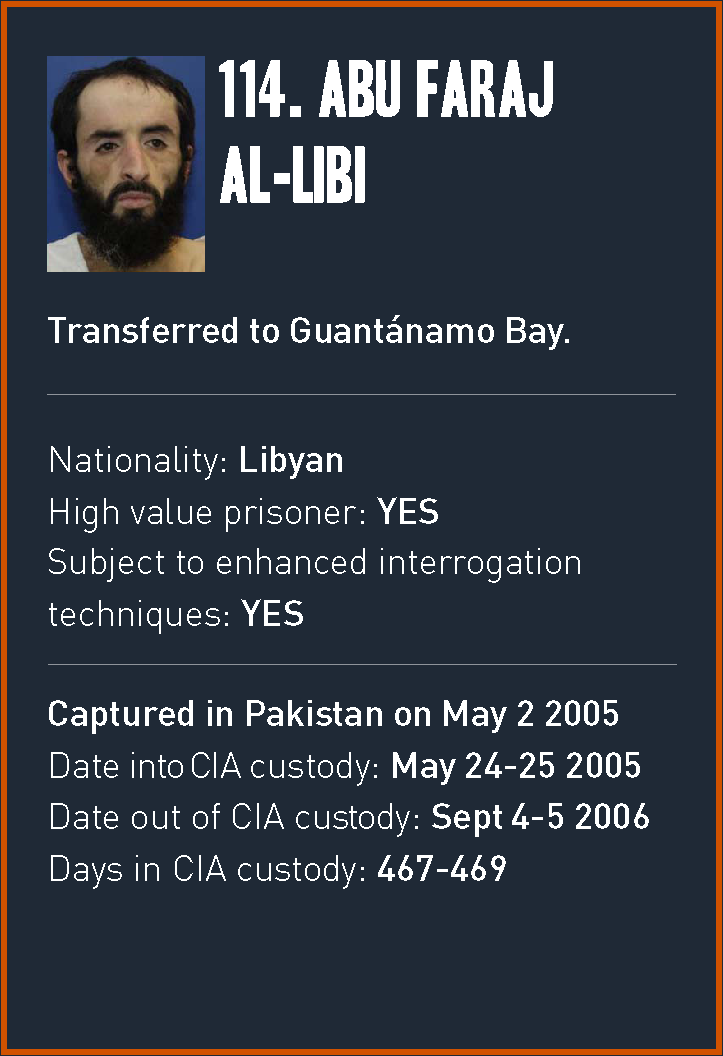 114. ABU FARAJ
AL-LIBI
Transferred to Guantánamo Bay.
Nationality: Libyan
High value prisoner: YES
Subject to enhanced interrogation
techniques: YES
Captured in Pakistan on May 2 2005
Date into CIA custody: May 24-25 2005
Date out of CIA custody: Sept 4-5 2006
Days in CIA custody: 467-469